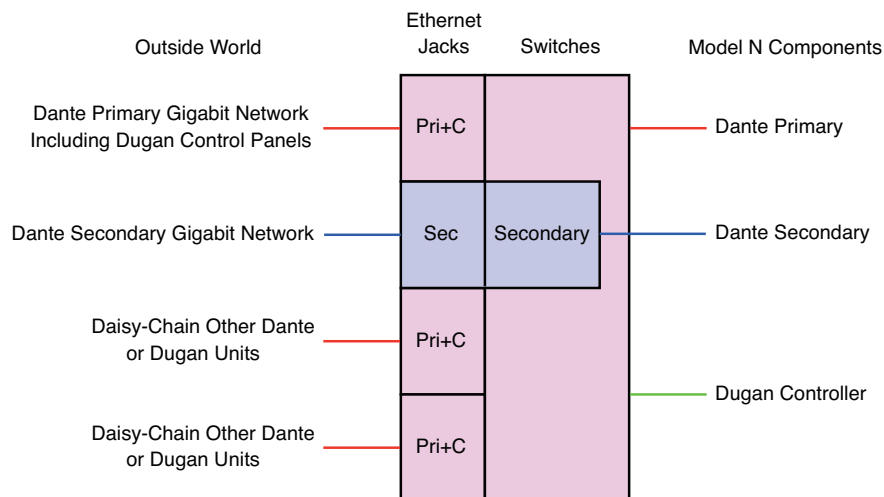 Outside World
Ethernet
Jacks
Switches
Model N Components
Dante Primary Gigabit Network
Including Dugan Control Panels
Pri+C
Dante Primary
Dante Secondary Gigabit Network
Sec
Secondary
Dante Secondary
Daisy-Chain Other Dante
or Dugan Units
Pri+C
Dugan Controller
Daisy-Chain Other Dante
or Dugan Units
Pri+C